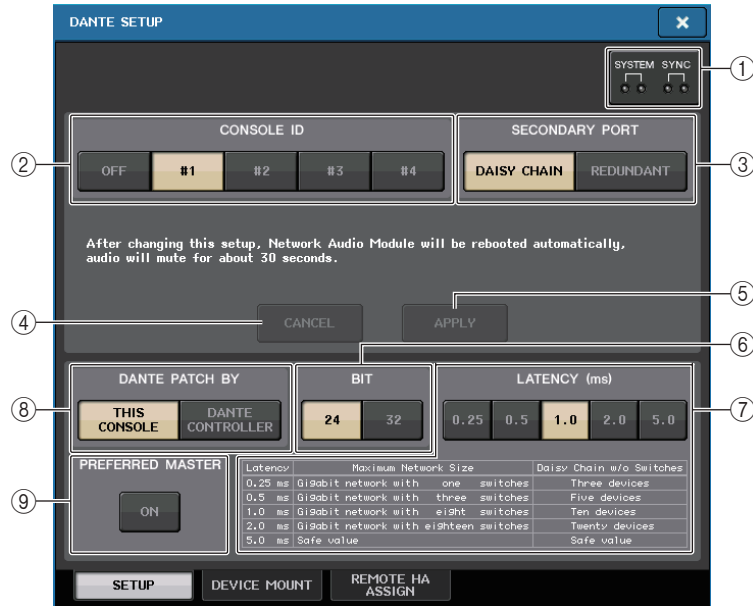 DANTE SETUP
×
SYSTEM SYNC
①
CONSOLE ID
SECONDARY PORT
②
OFF #1 #2 #3 #4
DAISY CHAIN REDUNDANT
③
After changing this setup, Network Audio Module will be rebooted automatically,
audio will mute for about 30 seconds.
④
CANCEL
APPLY
⑤
⑥
DANTE PATCH BY
BIT
LATENCY (ms)
⑧
THIS
CONSOLE
DANTE
CONTROLLER
24 32
0.25 0.5 1.0 2.0 5.0
⑦
PREFERRED MASTER
⑨
ON
Latency Maximum Network Size Daisy Chain w/o Switches
0.25 ms Gigabit network with one switches Three devices
0.5 ms Gigabit network with three switches Five devices
1.0 ms Gigabit network with eight switches Ten devices
2.0 ms Gigabit network with eighteen switches Twenty devices
5.0 ms Safe value Safe value
SETUP
DEVICE MOUNT
REMOTE HA
ASSIGN